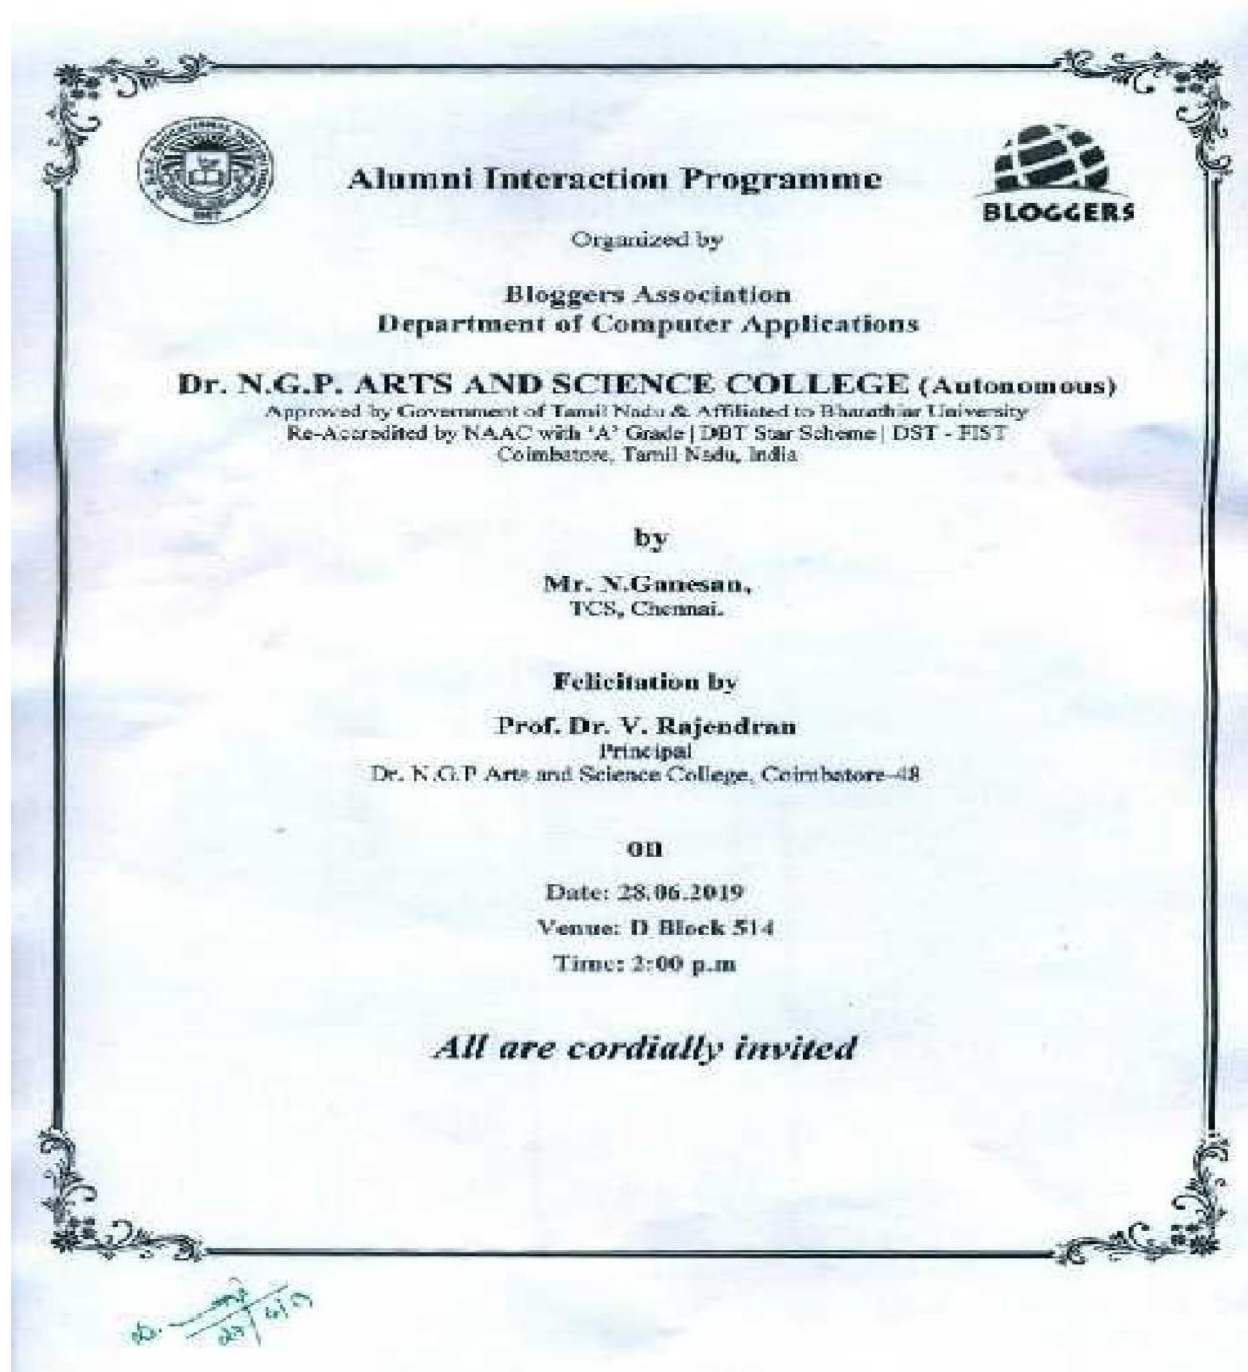 Alumni Interaction Programme
BLOGGERS
Organized by
Bloggers Association
Department of Computer Applications
Dr. N.G.P. ARTS AND SCIENCE COLLEGE (Autonomous)
Approved by Government of Tamil Nadu & Affiliated to Bharathiar University
Re-Accredited by NAAC with 'A' Grade | DBT Star Scheme | DST - FIST
Coimbatore, Tamil Nadu, India
by
Mr. N.Ganesan,
TCS, Chennai.
Felicitation by
Prof. Dr. V. Rajendran
Principal
Dr. N.G.P Arts and Science College, Coimbatore-48
on
Date: 28.06.2019
Venue: D Block 514
Time: 2:00 p.m
All are cordially invited